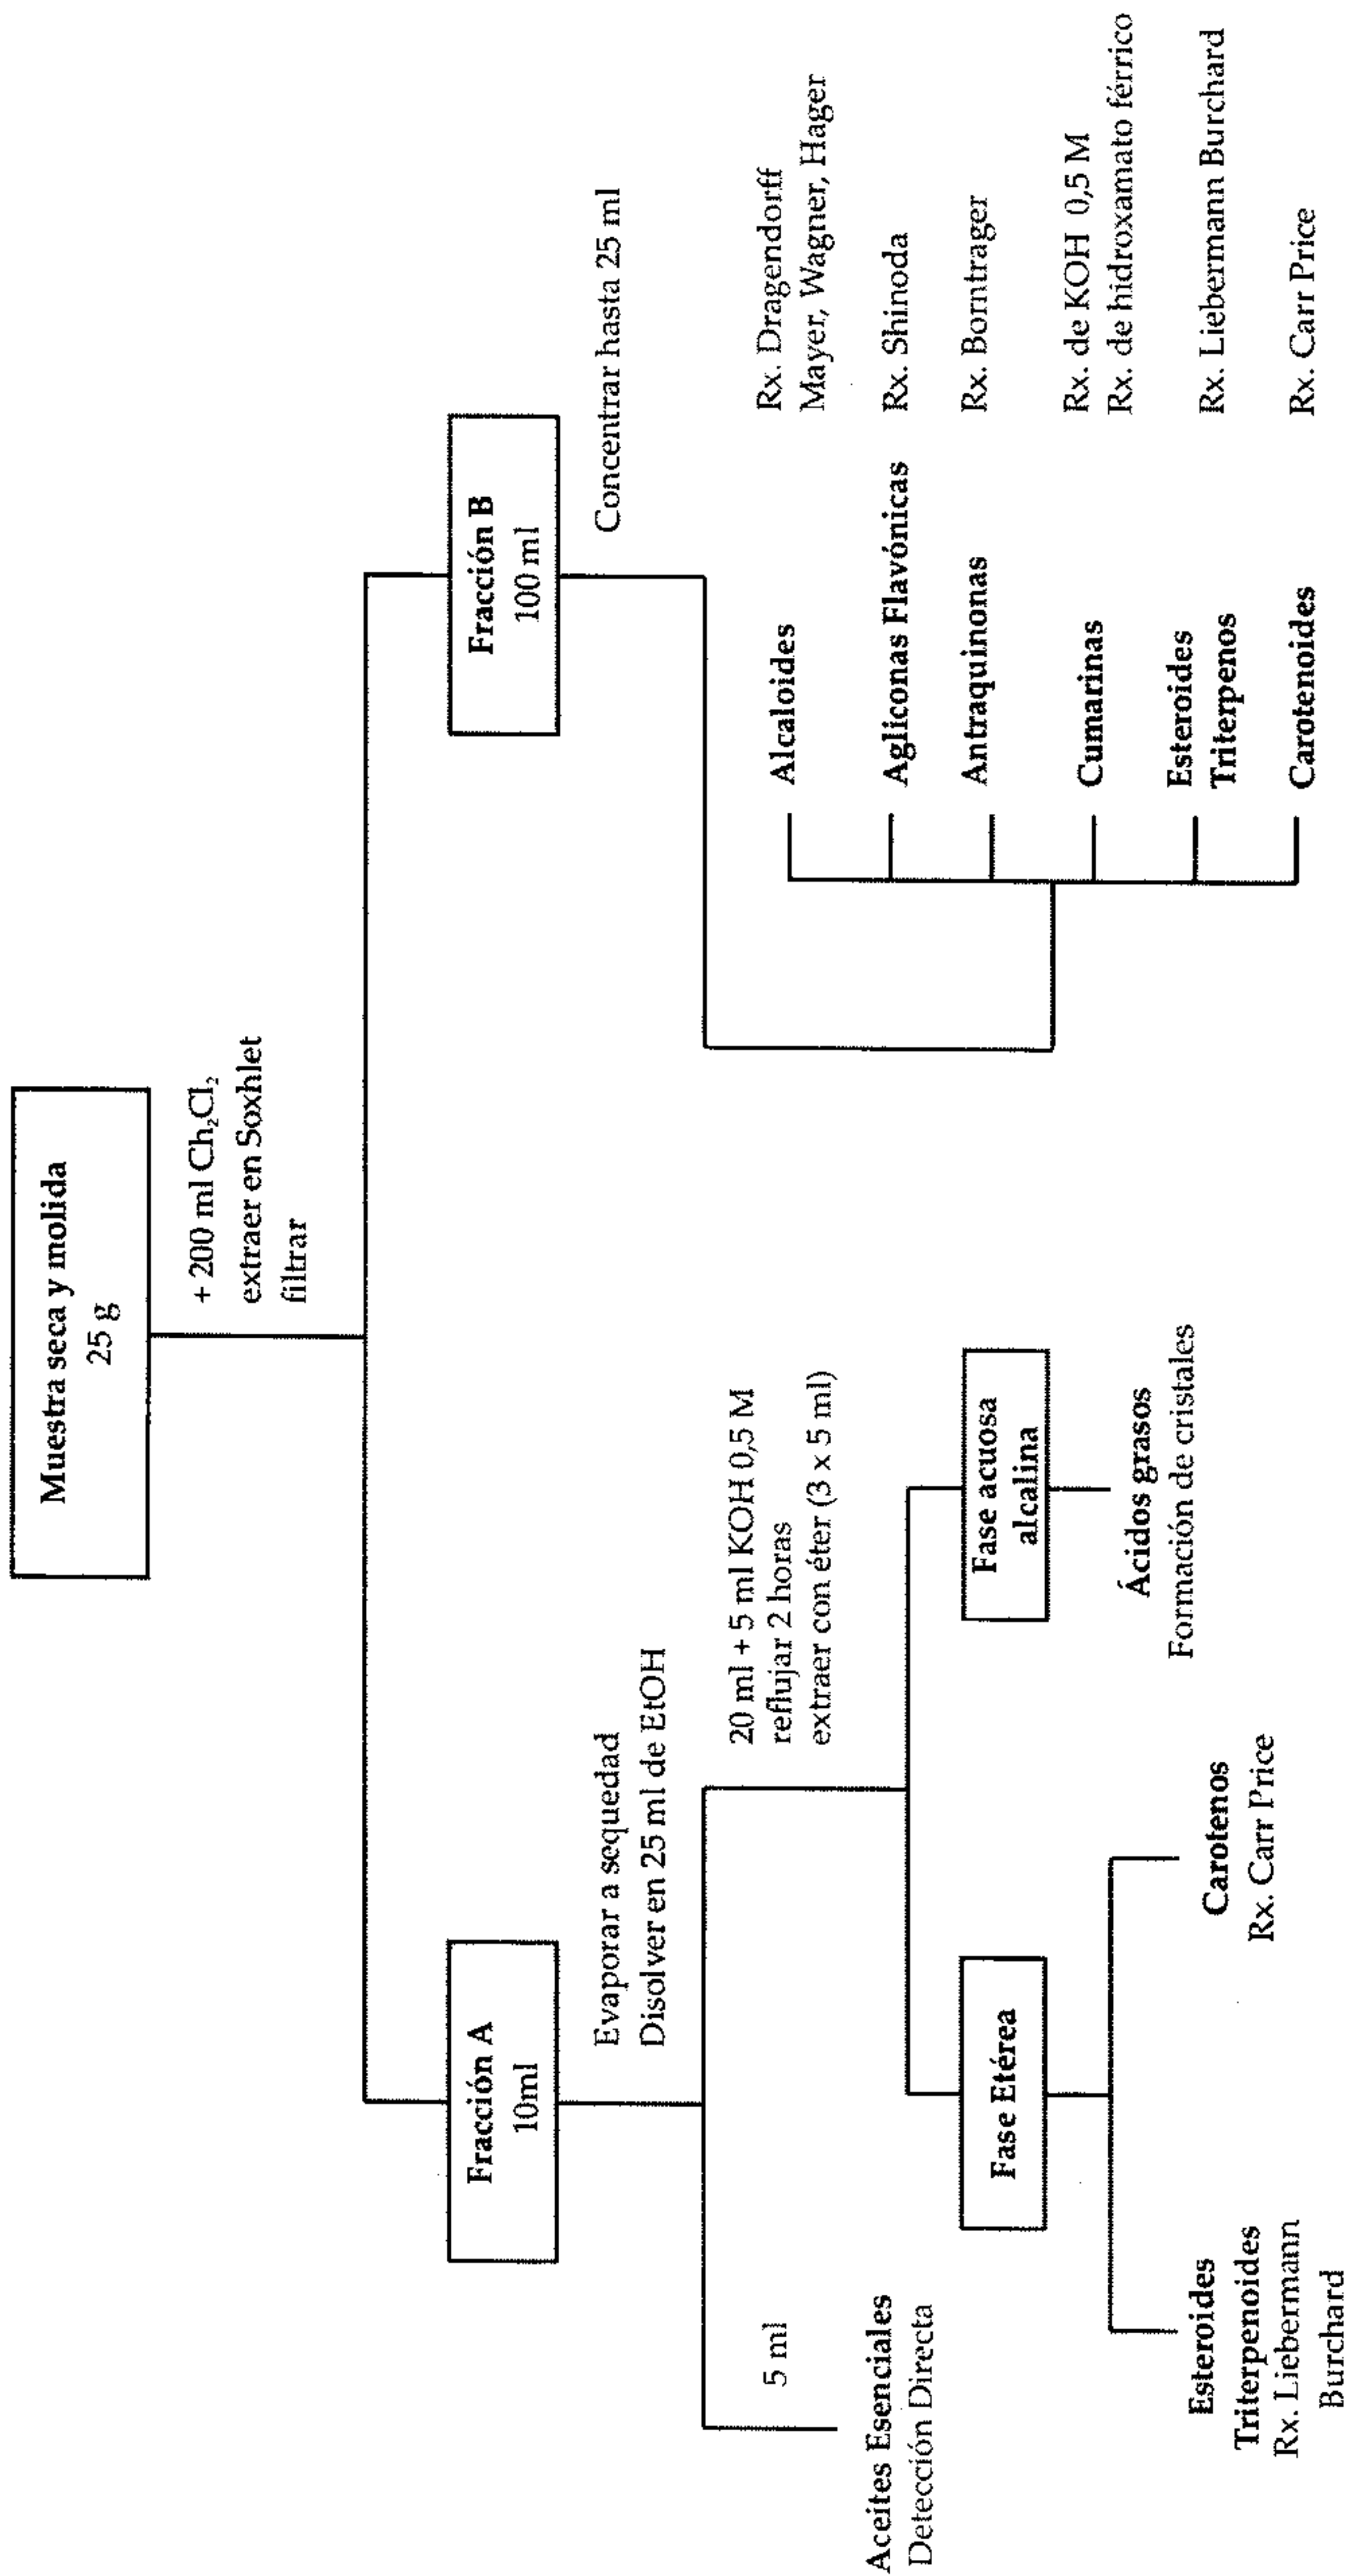 Muestra seca y molida
25 g
+ 200 ml Ch₂Cl₂
extraer en Soxhlet
filtrar
Fracción A
10ml
Evaporar a sequedad
Disolver en 25 ml de EtOH
5 ml
Aceites Esenciales
Detección Directa
20 ml + 5 ml KOH 0,5 M
reflujar 2 horas
extraer con éter (3 x 5 ml)
Fase Etérea
Esteroides
Triterpenoides
Rx. Liebermann
Burchard
Carotenos
Rx. Carr Price
Fase acuosa
alcalina
Ácidos grasos
Formación de cristales
Fracción B
100 ml
Concentrar hasta 25 ml
Alcaloides
Rx. Dragendorff
Mayer, Wagner, Hager
Agliconas Flavónicas
Rx. Shinoda
Antraquinonas
Rx. Borntrager
Cumarinas
Rx. de KOH 0,5 M
Rx. de hidroxamato férrico
Esteroides
Triterpenos
Rx. Liebermann Burchard
Carotenoides
Rx. Carr Price